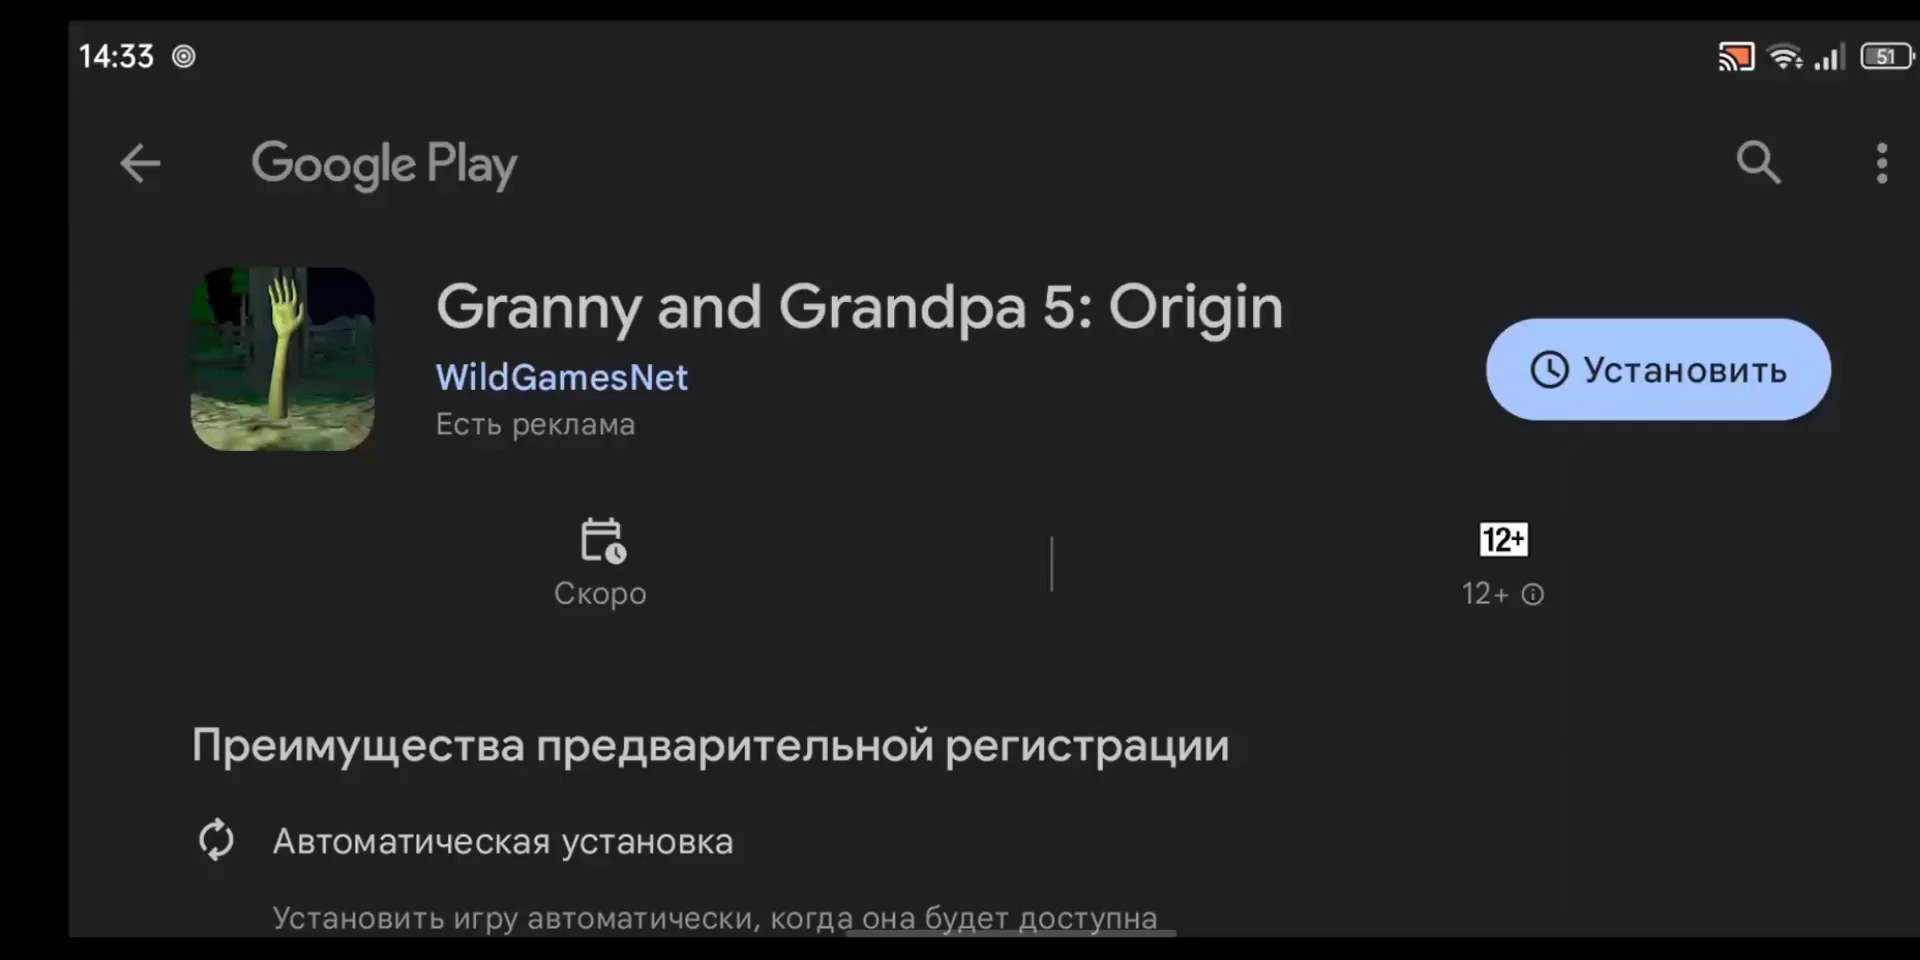 14:33
51
Google Play
Granny and Grandpa 5: Origin
WildGamesNet
Есть реклама
Установить
12+
Скоро
12+
Преимущества предварительной регистрации
Автоматическая установка
Установить игру автоматически, когда она будет доступна